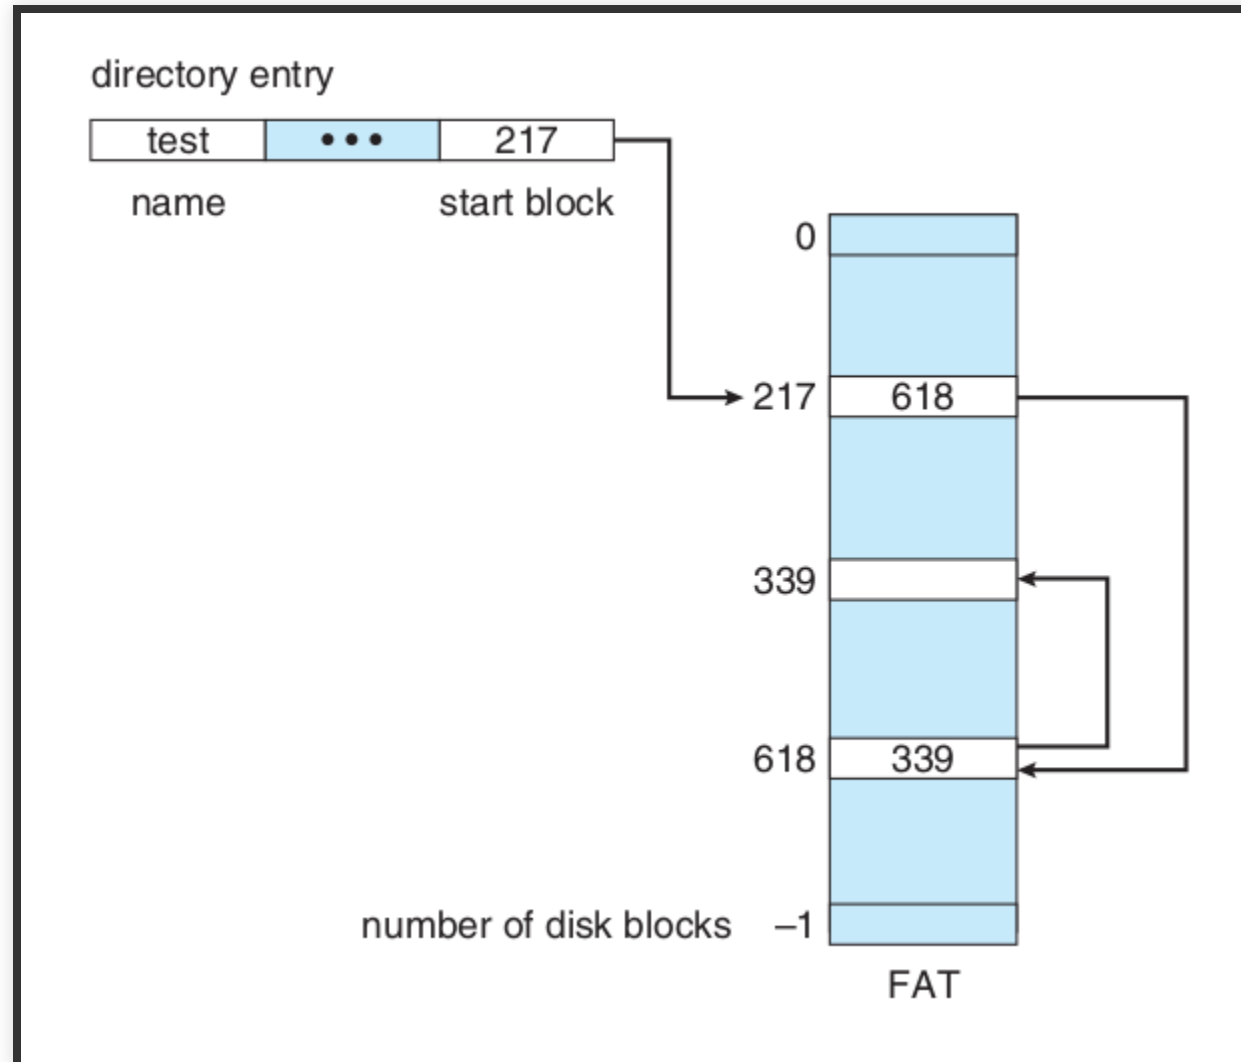 directory entry
test ••• 217
name start block
0
217 618
339
618 339
number of disk blocks –1
FAT